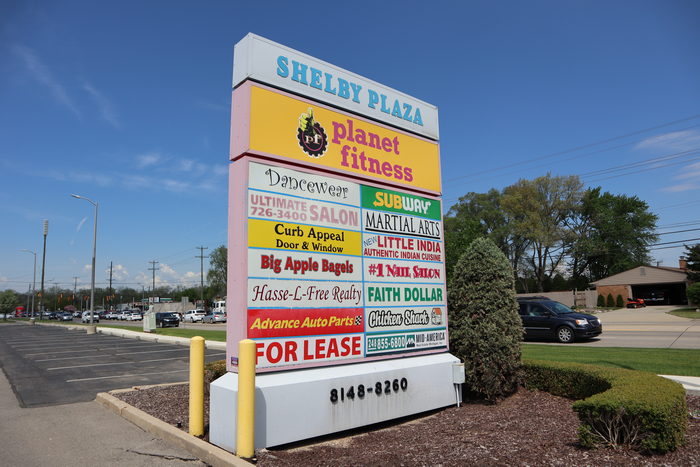 SHELBY PLAZA
pf
planet
fitness
Dancewear
ULTIMATE
726-3400 SALON
Curb Appeal
Door & Window
Big Apple Bagels
Hasse-L-Free Realty
Advance Auto Parts
FOR LEASE
SUBWAY
MARTIAL ARTS
NEW LITTLE INDIA
AUTHENTIC INDIAN CUISINE
#1 Nail Salon
FAITH DOLLAR
Chicken Shack
248 855-6800
MID-AMERICA
8148-8260